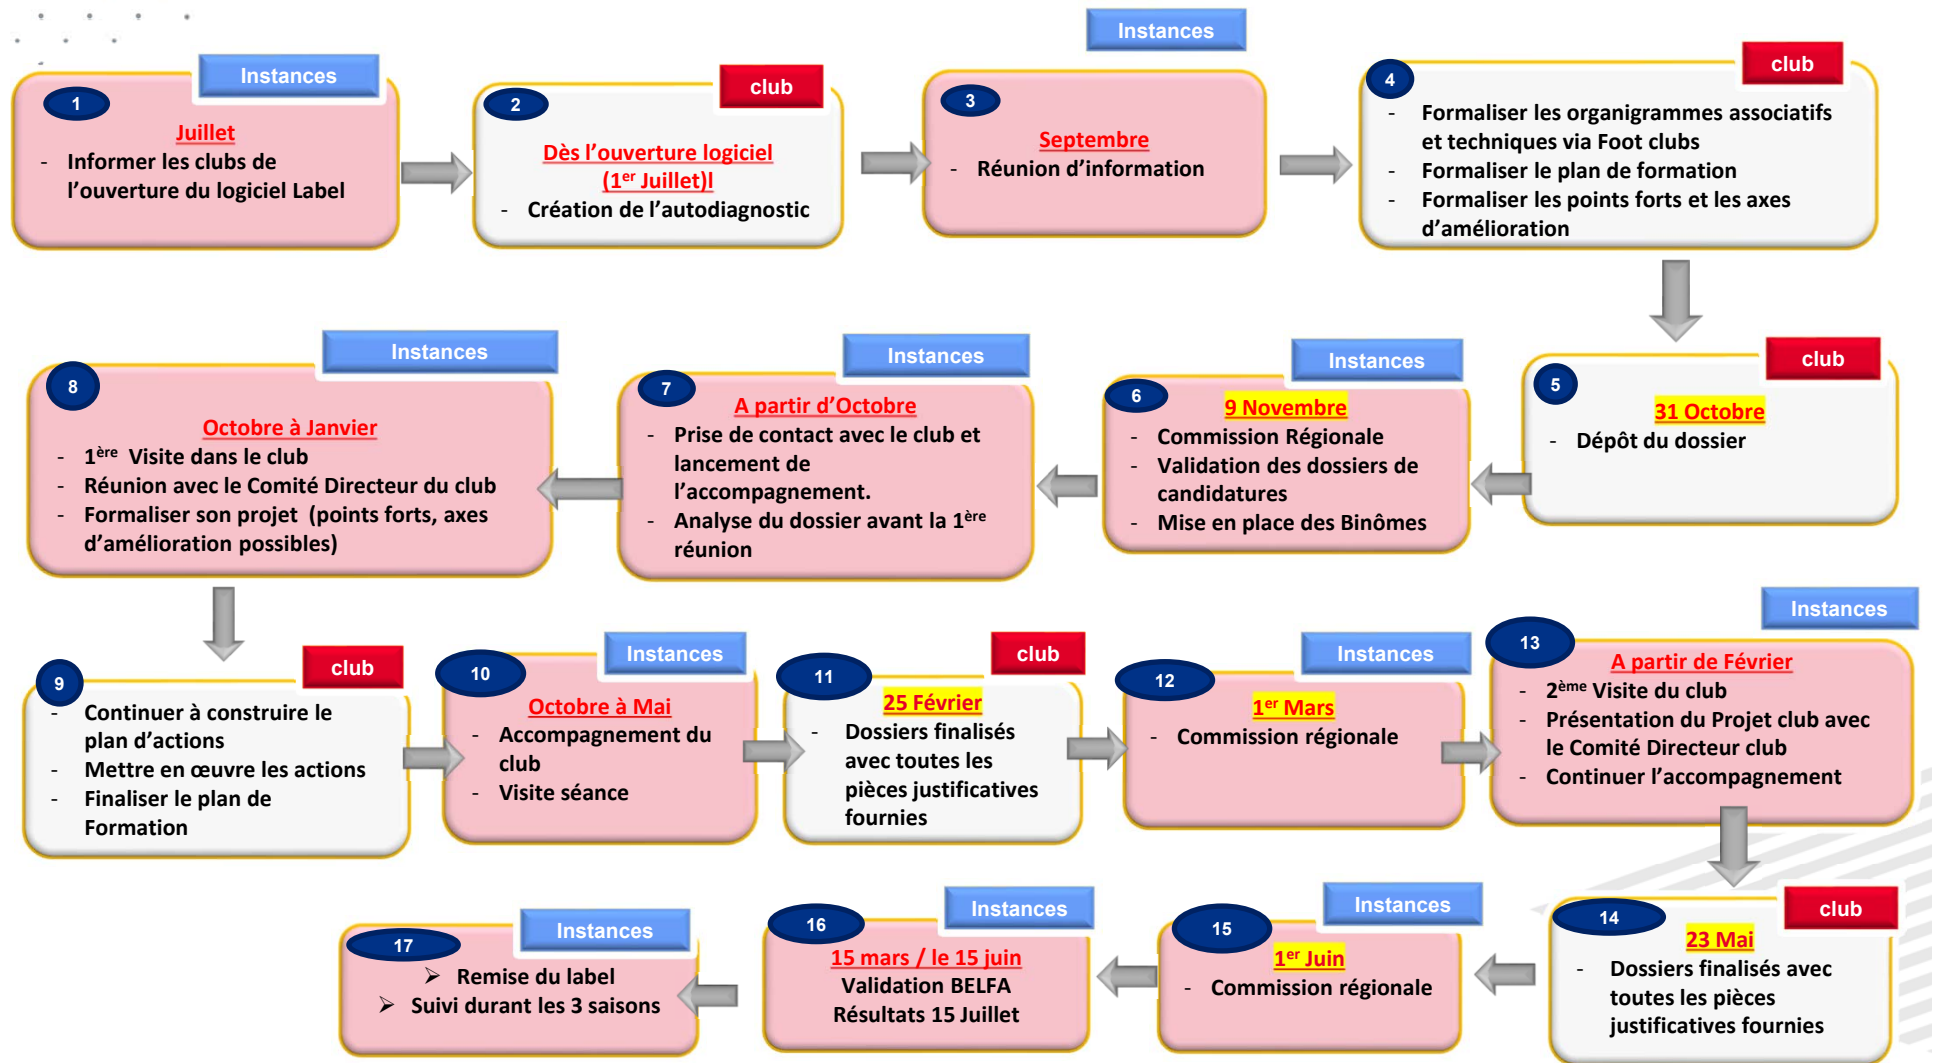 Instances
1
Juillet
- Informer les clubs de
l’ouverture du logiciel Label
club
2
Dès l’ouverture logiciel
(1er Juillet)l
- Création de l’autodiagnostic
Instances
3
Septembre
- Réunion d’information
club
4
- Formaliser les organigrammes associatifs
et techniques via Foot clubs
- Formaliser le plan de formation
- Formaliser les points forts et les axes
d’amélioration
club
5
31 Octobre
- Dépôt du dossier
Instances
6
9 Novembre
- Commission Régionale
- Validation des dossiers de
candidatures
- Mise en place des Binômes
Instances
7
A partir d’Octobre
- Prise de contact avec le club et
lancement de
l’accompagnement.
- Analyse du dossier avant la 1ère
réunion
Instances
8
Octobre à Janvier
- 1ère Visite dans le club
- Réunion avec le Comité Directeur du club
- Formaliser son projet (points forts, axes
d’amélioration possibles)
club
9
- Continuer à construire le
plan d’actions
- Mettre en œuvre les actions
- Finaliser le plan de
Formation
Instances
10
Octobre à Mai
- Accompagnement du
club
- Visite séance
club
11
25 Février
- Dossiers finalisés
avec toutes les
pièces justificatives
fournies
Instances
12
1er Mars
- Commission régionale
Instances
13
A partir de Février
- 2ème Visite du club
- Présentation du Projet club avec
le Comité Directeur club
- Continuer l’accompagnement
club
14
23 Mai
- Dossiers finalisés avec
toutes les pièces
justificatives fournies
Instances
15
1er Juin
- Commission régionale
Instances
16
15 mars / le 15 juin
Validation BELFA
Résultats 15 Juillet
Instances
17
➢ Remise du label
➢ Suivi durant les 3 saisons